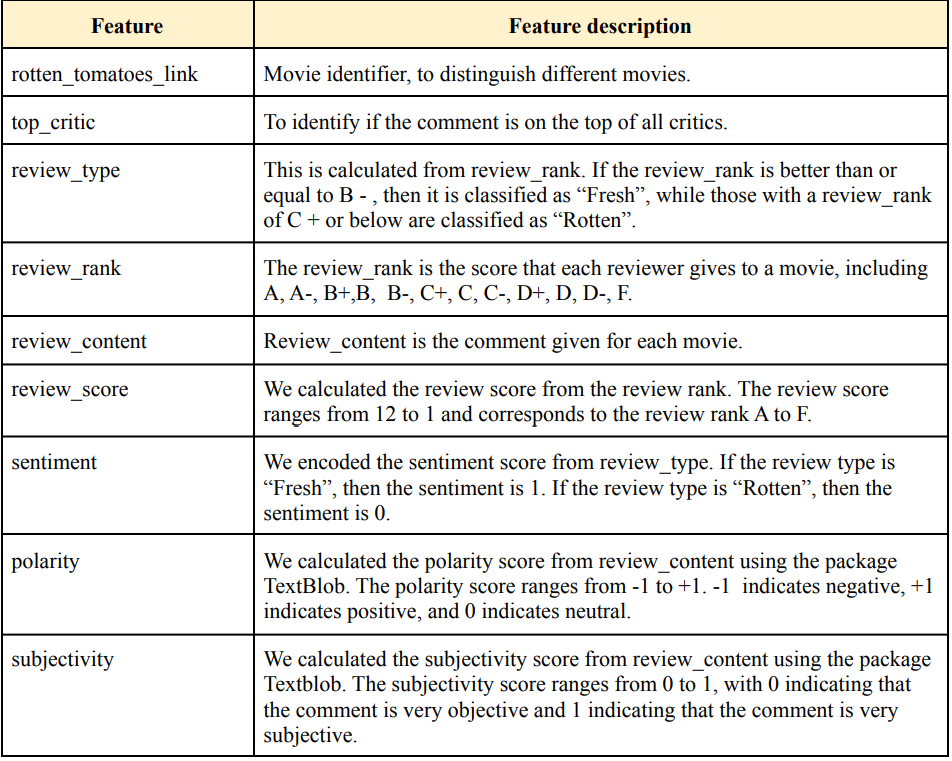 Feature Feature description
rotten_tomatoes_link Movie identifier, to distinguish different movies.
top_critic To identify if the comment is on the top of all critics.
review_type This is calculated from review_rank. If the review_rank is better than or
equal to B - , then it is classified as “Fresh”, while those with a review_rank
of C + or below are classified as “Rotten”.
review_rank The review_rank is the score that each reviewer gives to a movie, including
A, A-, B+,B, B-, C+, C, C-, D+, D, D-, F.
review_content Review_content is the comment given for each movie.
review_score We calculated the review score from the review rank. The review score
ranges from 12 to 1 and corresponds to the review rank A to F.
sentiment We encoded the sentiment score from review_type. If the review type is
“Fresh”, then the sentiment is 1. If the review type is “Rotten”, then the
sentiment is 0.
polarity We calculated the polarity score from review_content using the package
TextBlob. The polarity score ranges from -1 to +1. -1 indicates negative, +1
indicates positive, and 0 indicates neutral.
subjectivity We calculated the subjectivity score from review_content using the package
Textblob. The subjectivity score ranges from 0 to 1, with 0 indicating that
the comment is very objective and 1 indicating that the comment is very
subjective.